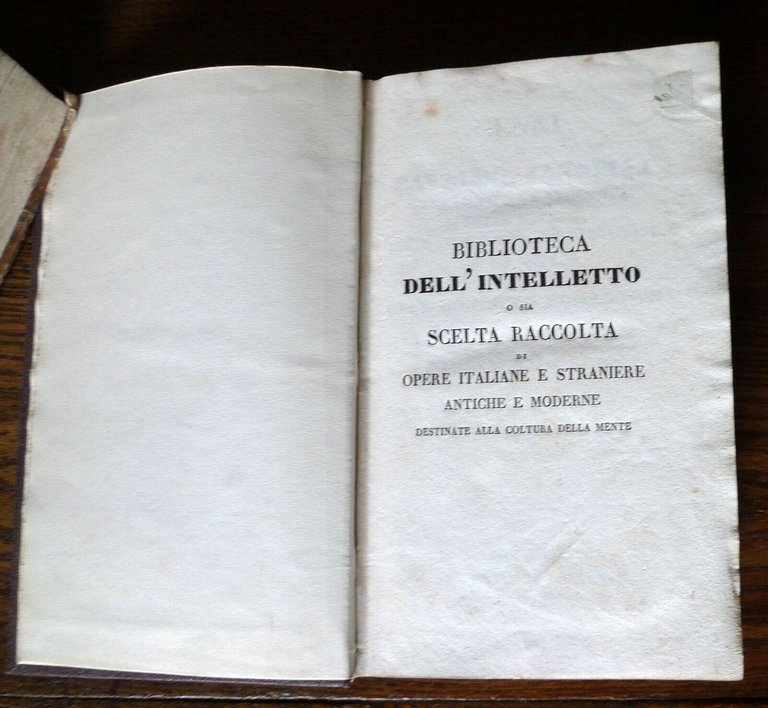 BIBLIOTECA
DELL' INTELLETTO
O SIA
SCELTA RACCOLTA
DI
OPERE ITALIANE E STRANIERE
ANTICHE E MODERNE
DESTINATE ALLA COLTURA DELLA MENTE